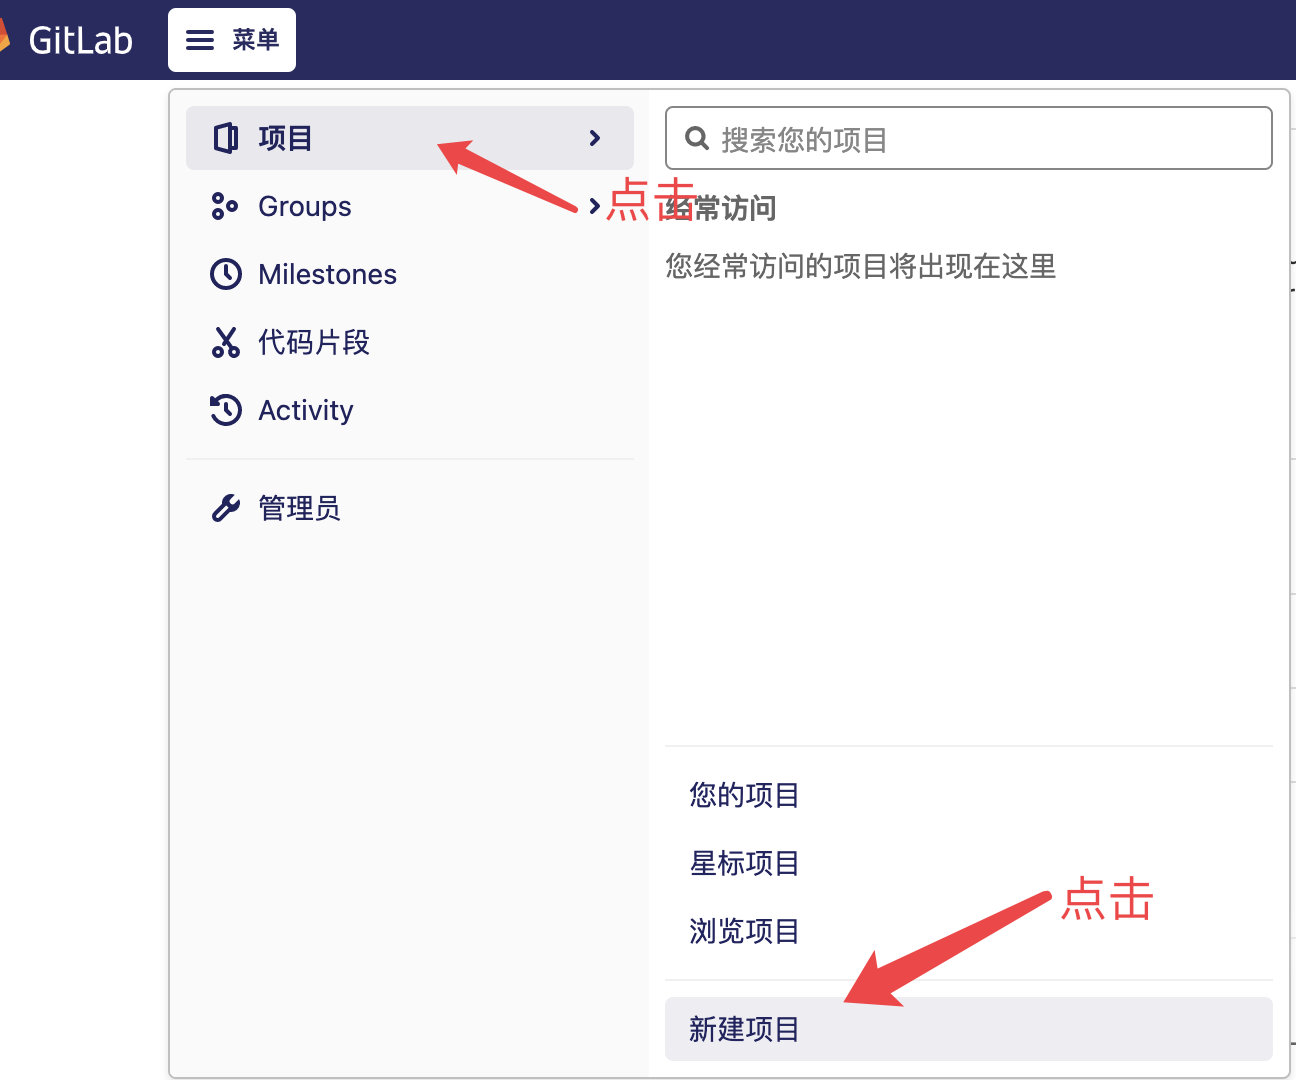 GitLab
菜单
项目
Groups
Milestones
代码片段
Activity
管理员
搜索您的项目
点击
经常访问
您经常访问的项目将出现在这里
您的项目
星标项目
浏览项目
点击
新建项目